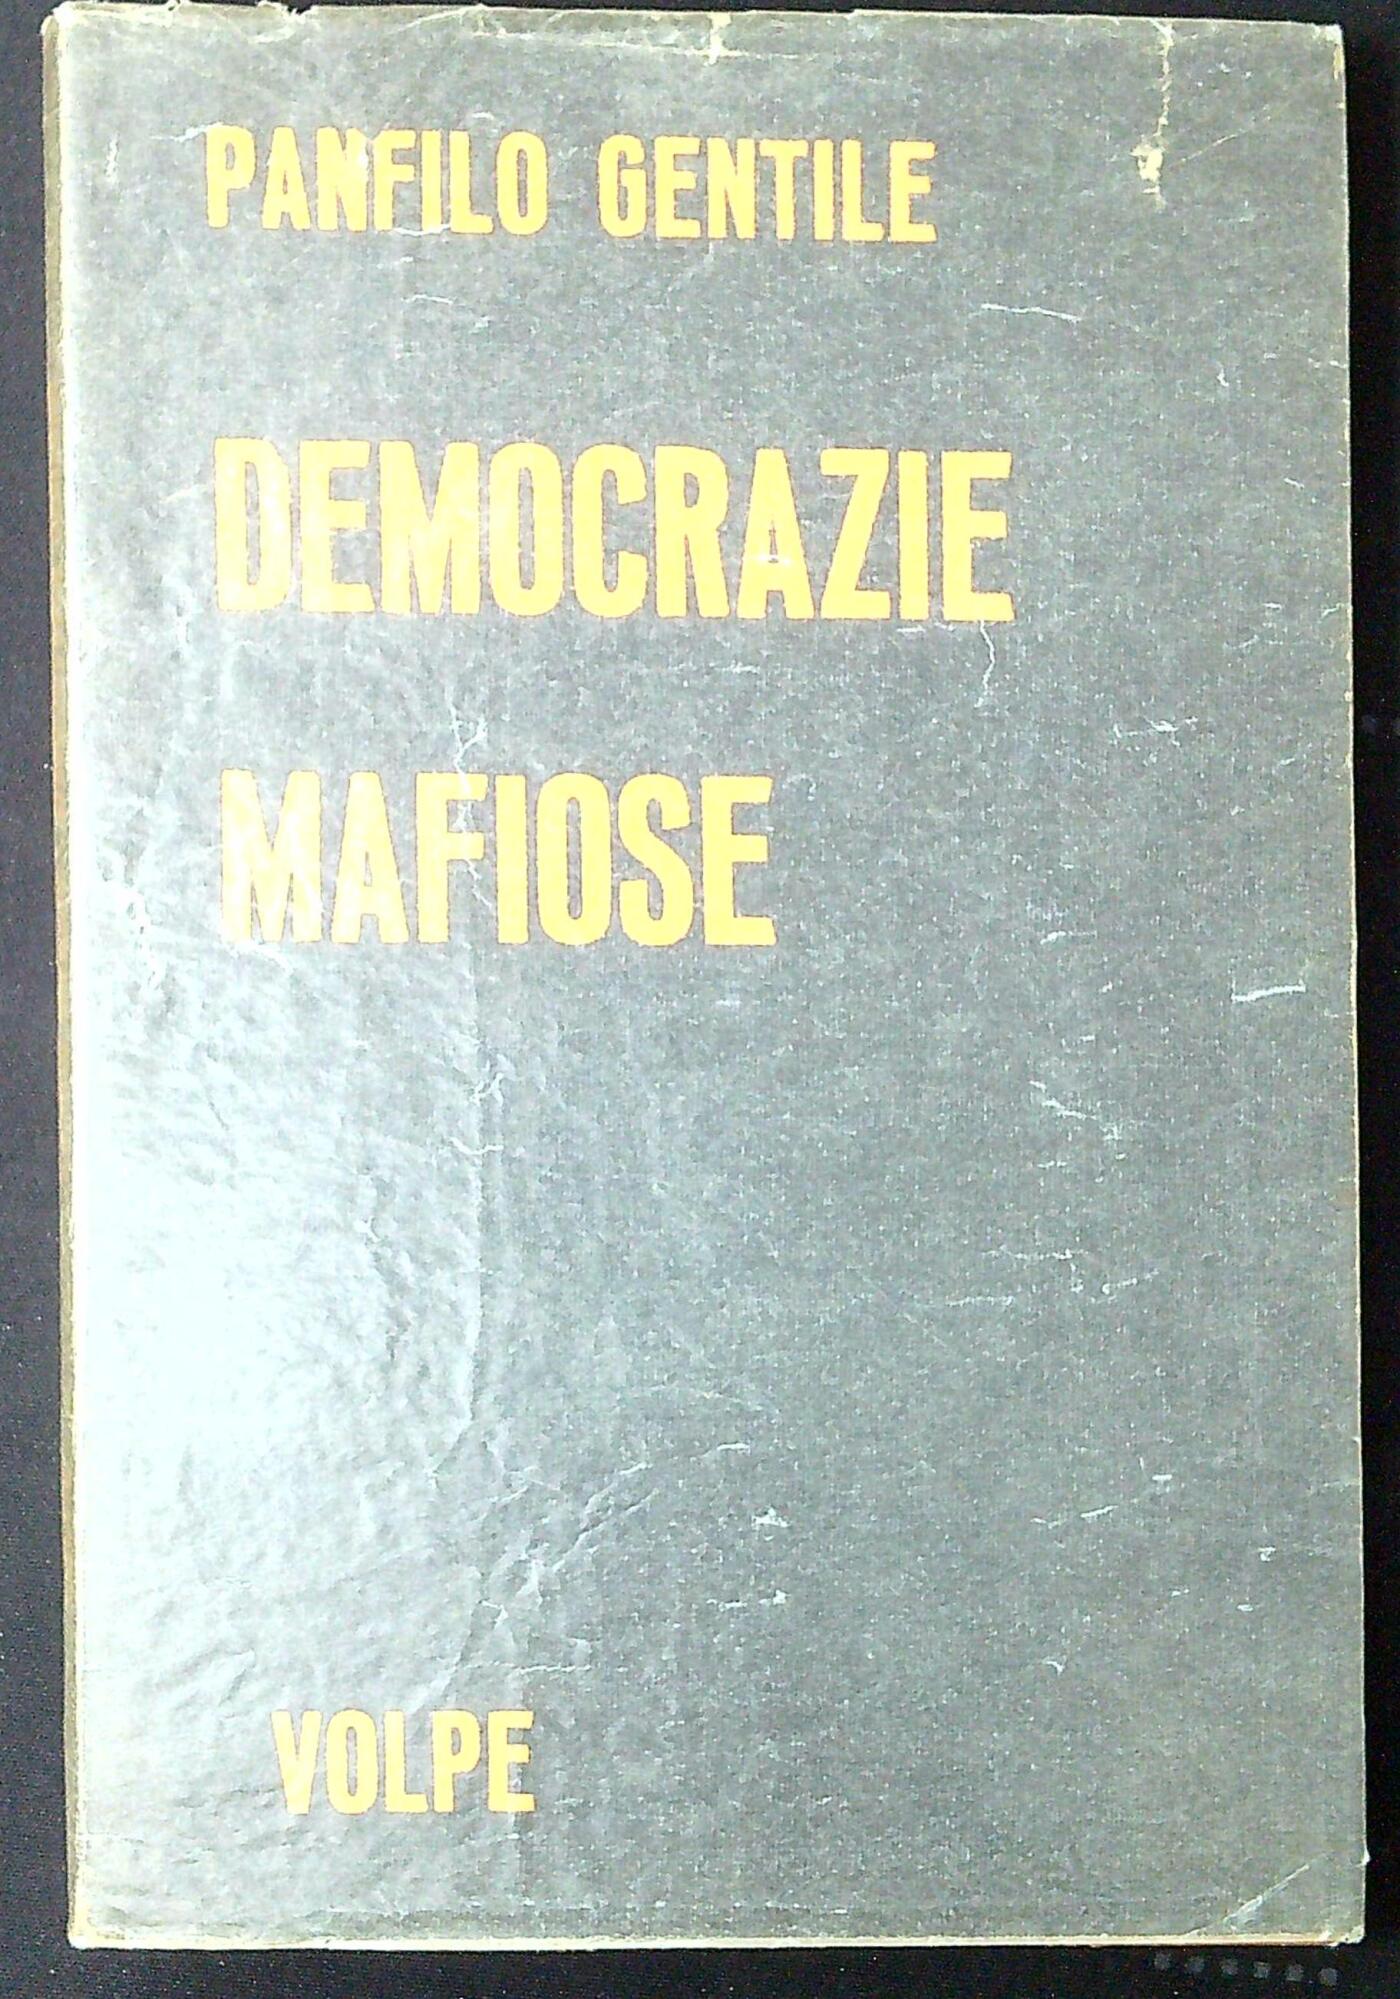 PANFILO GENTILE
DEMOCRAZIE
MAFIOSE
VOLPE